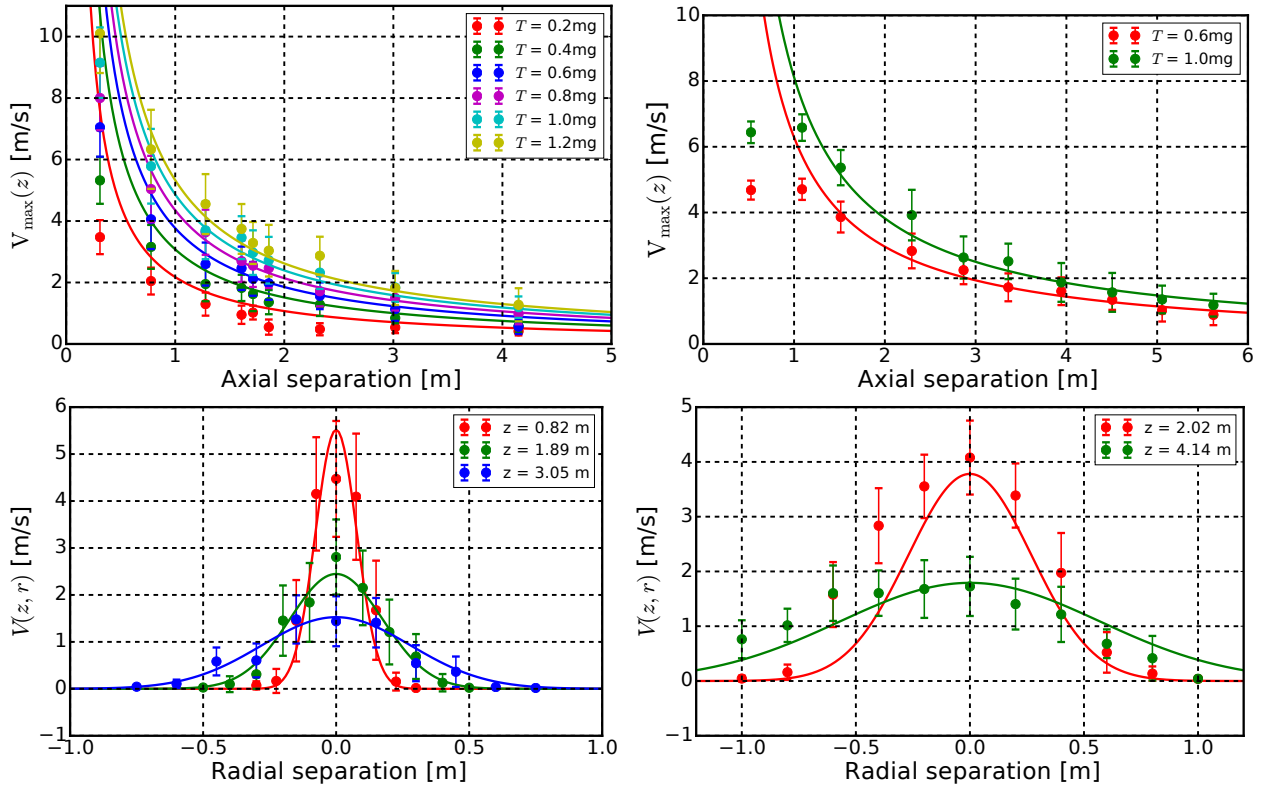 V_max(z) [m/s]
10
8
6
4
2
0
0 1 2 3 4 5
Axial separation [m]
T = 0.2mg
T = 0.4mg
T = 0.6mg
T = 0.8mg
T = 1.0mg
T = 1.2mg
V_max(z) [m/s]
10
8
6
4
2
0
0 1 2 3 4 5 6
Axial separation [m]
T = 0.6mg
T = 1.0mg
V(z, r) [m/s]
6
5
4
3
2
1
0
−1
−1.0 −0.5 0.0 0.5 1.0
Radial separation [m]
z = 0.82 m
z = 1.89 m
z = 3.05 m
V(z, r) [m/s]
5
4
3
2
1
0
−1
−1.0 −0.5 0.0 0.5 1.0
Radial separation [m]
z = 2.02 m
z = 4.14 m